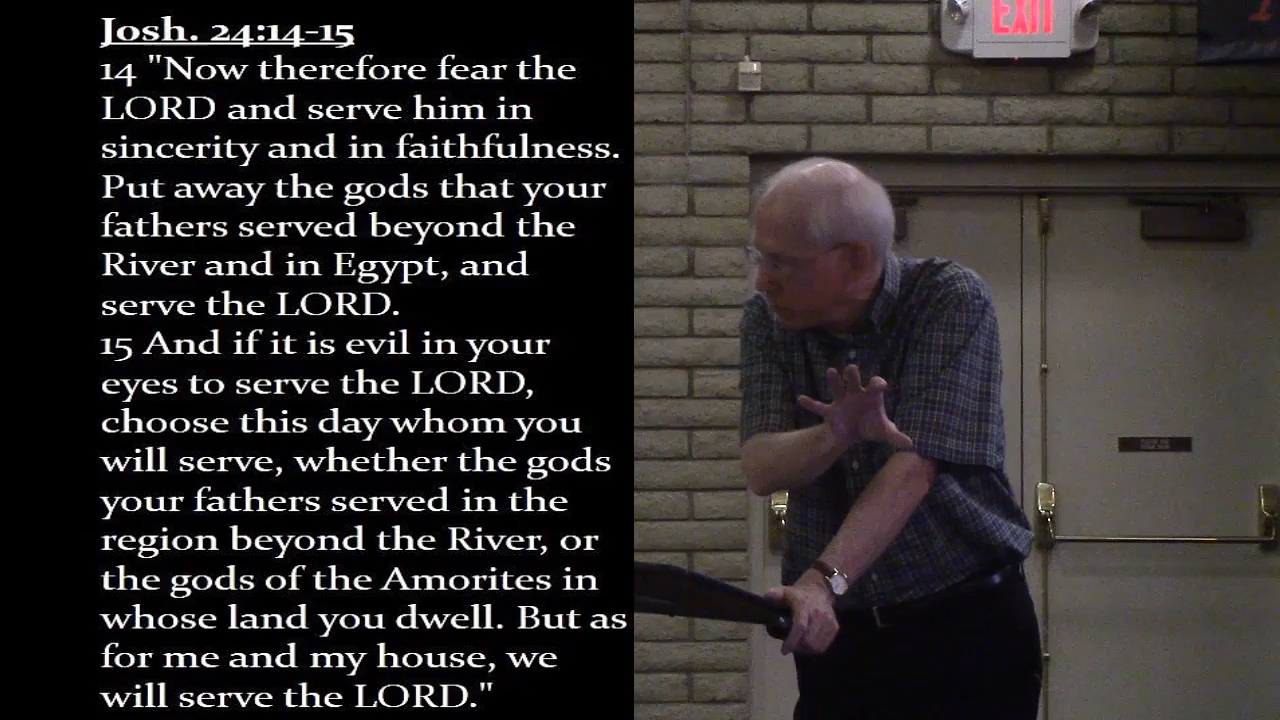 Josh. 24:14-15
14 "Now therefore fear the
LORD and serve him in
sincerity and in faithfulness.
Put away the gods that your
fathers served beyond the
River and in Egypt, and
serve the LORD.
15 And if it is evil in your
eyes to serve the LORD,
choose this day whom you
will serve, whether the gods
your fathers served in the
region beyond the River, or
the gods of the Amorites in
whose land you dwell. But as
for me and my house, we
will serve the LORD."
EXIT